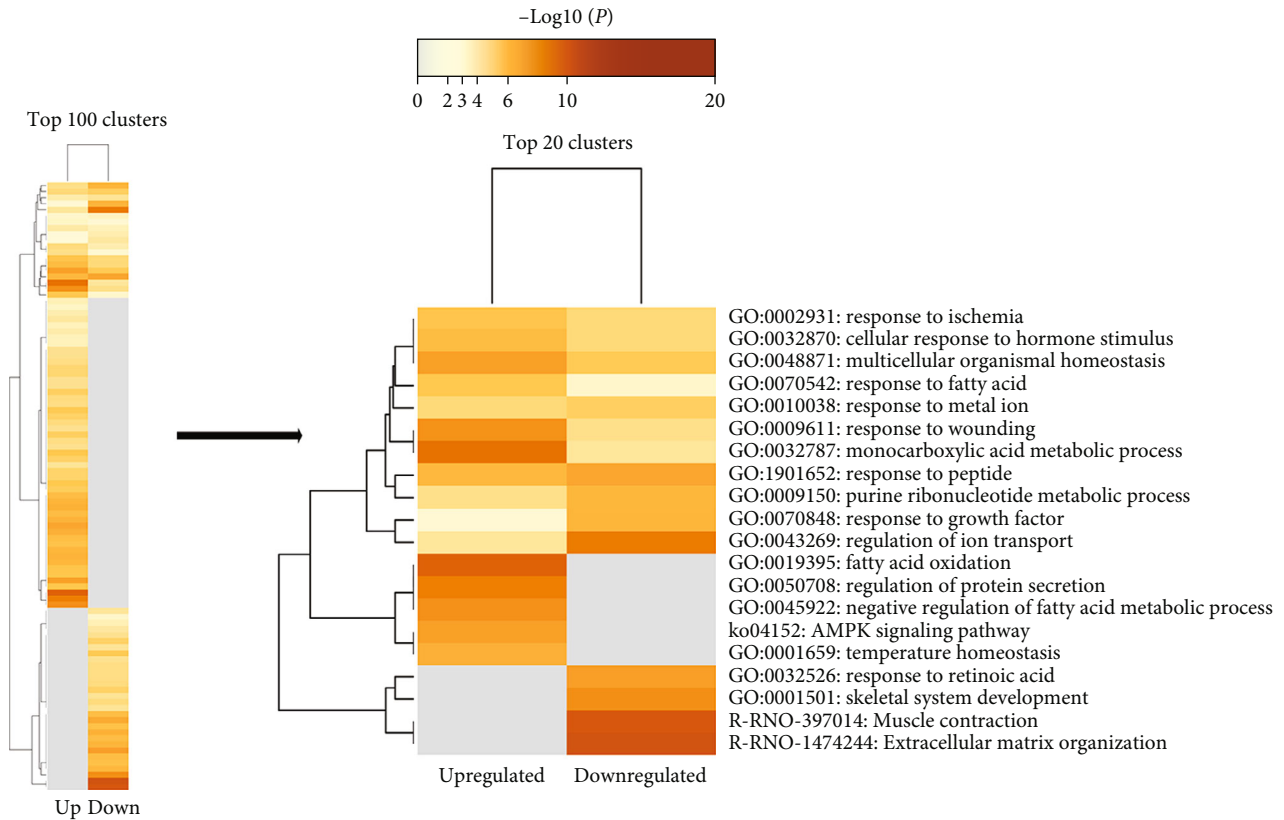 –Log10 (P)
0 2 3 4 6 10 20
Top 100 clusters
Top 20 clusters
GO:0002931: response to ischemia
GO:0032870: cellular response to hormone stimulus
GO:0048871: multicellular organismal homeostasis
GO:0070542: response to fatty acid
GO:0010038: response to metal ion
GO:0009611: response to wounding
GO:0032787: monocarboxylic acid metabolic process
GO:1901652: response to peptide
GO:0009150: purine ribonucleotide metabolic process
GO:0070848: response to growth factor
GO:0043269: regulation of ion transport
GO:0019395: fatty acid oxidation
GO:0050708: regulation of protein secretion
GO:0045922: negative regulation of fatty acid metabolic process
ko04152: AMPK signaling pathway
GO:0001659: temperature homeostasis
GO:0032526: response to retinoic acid
GO:0001501: skeletal system development
R-RNO-397014: Muscle contraction
R-RNO-1474244: Extracellular matrix organization
Upregulated Downregulated
Up Down